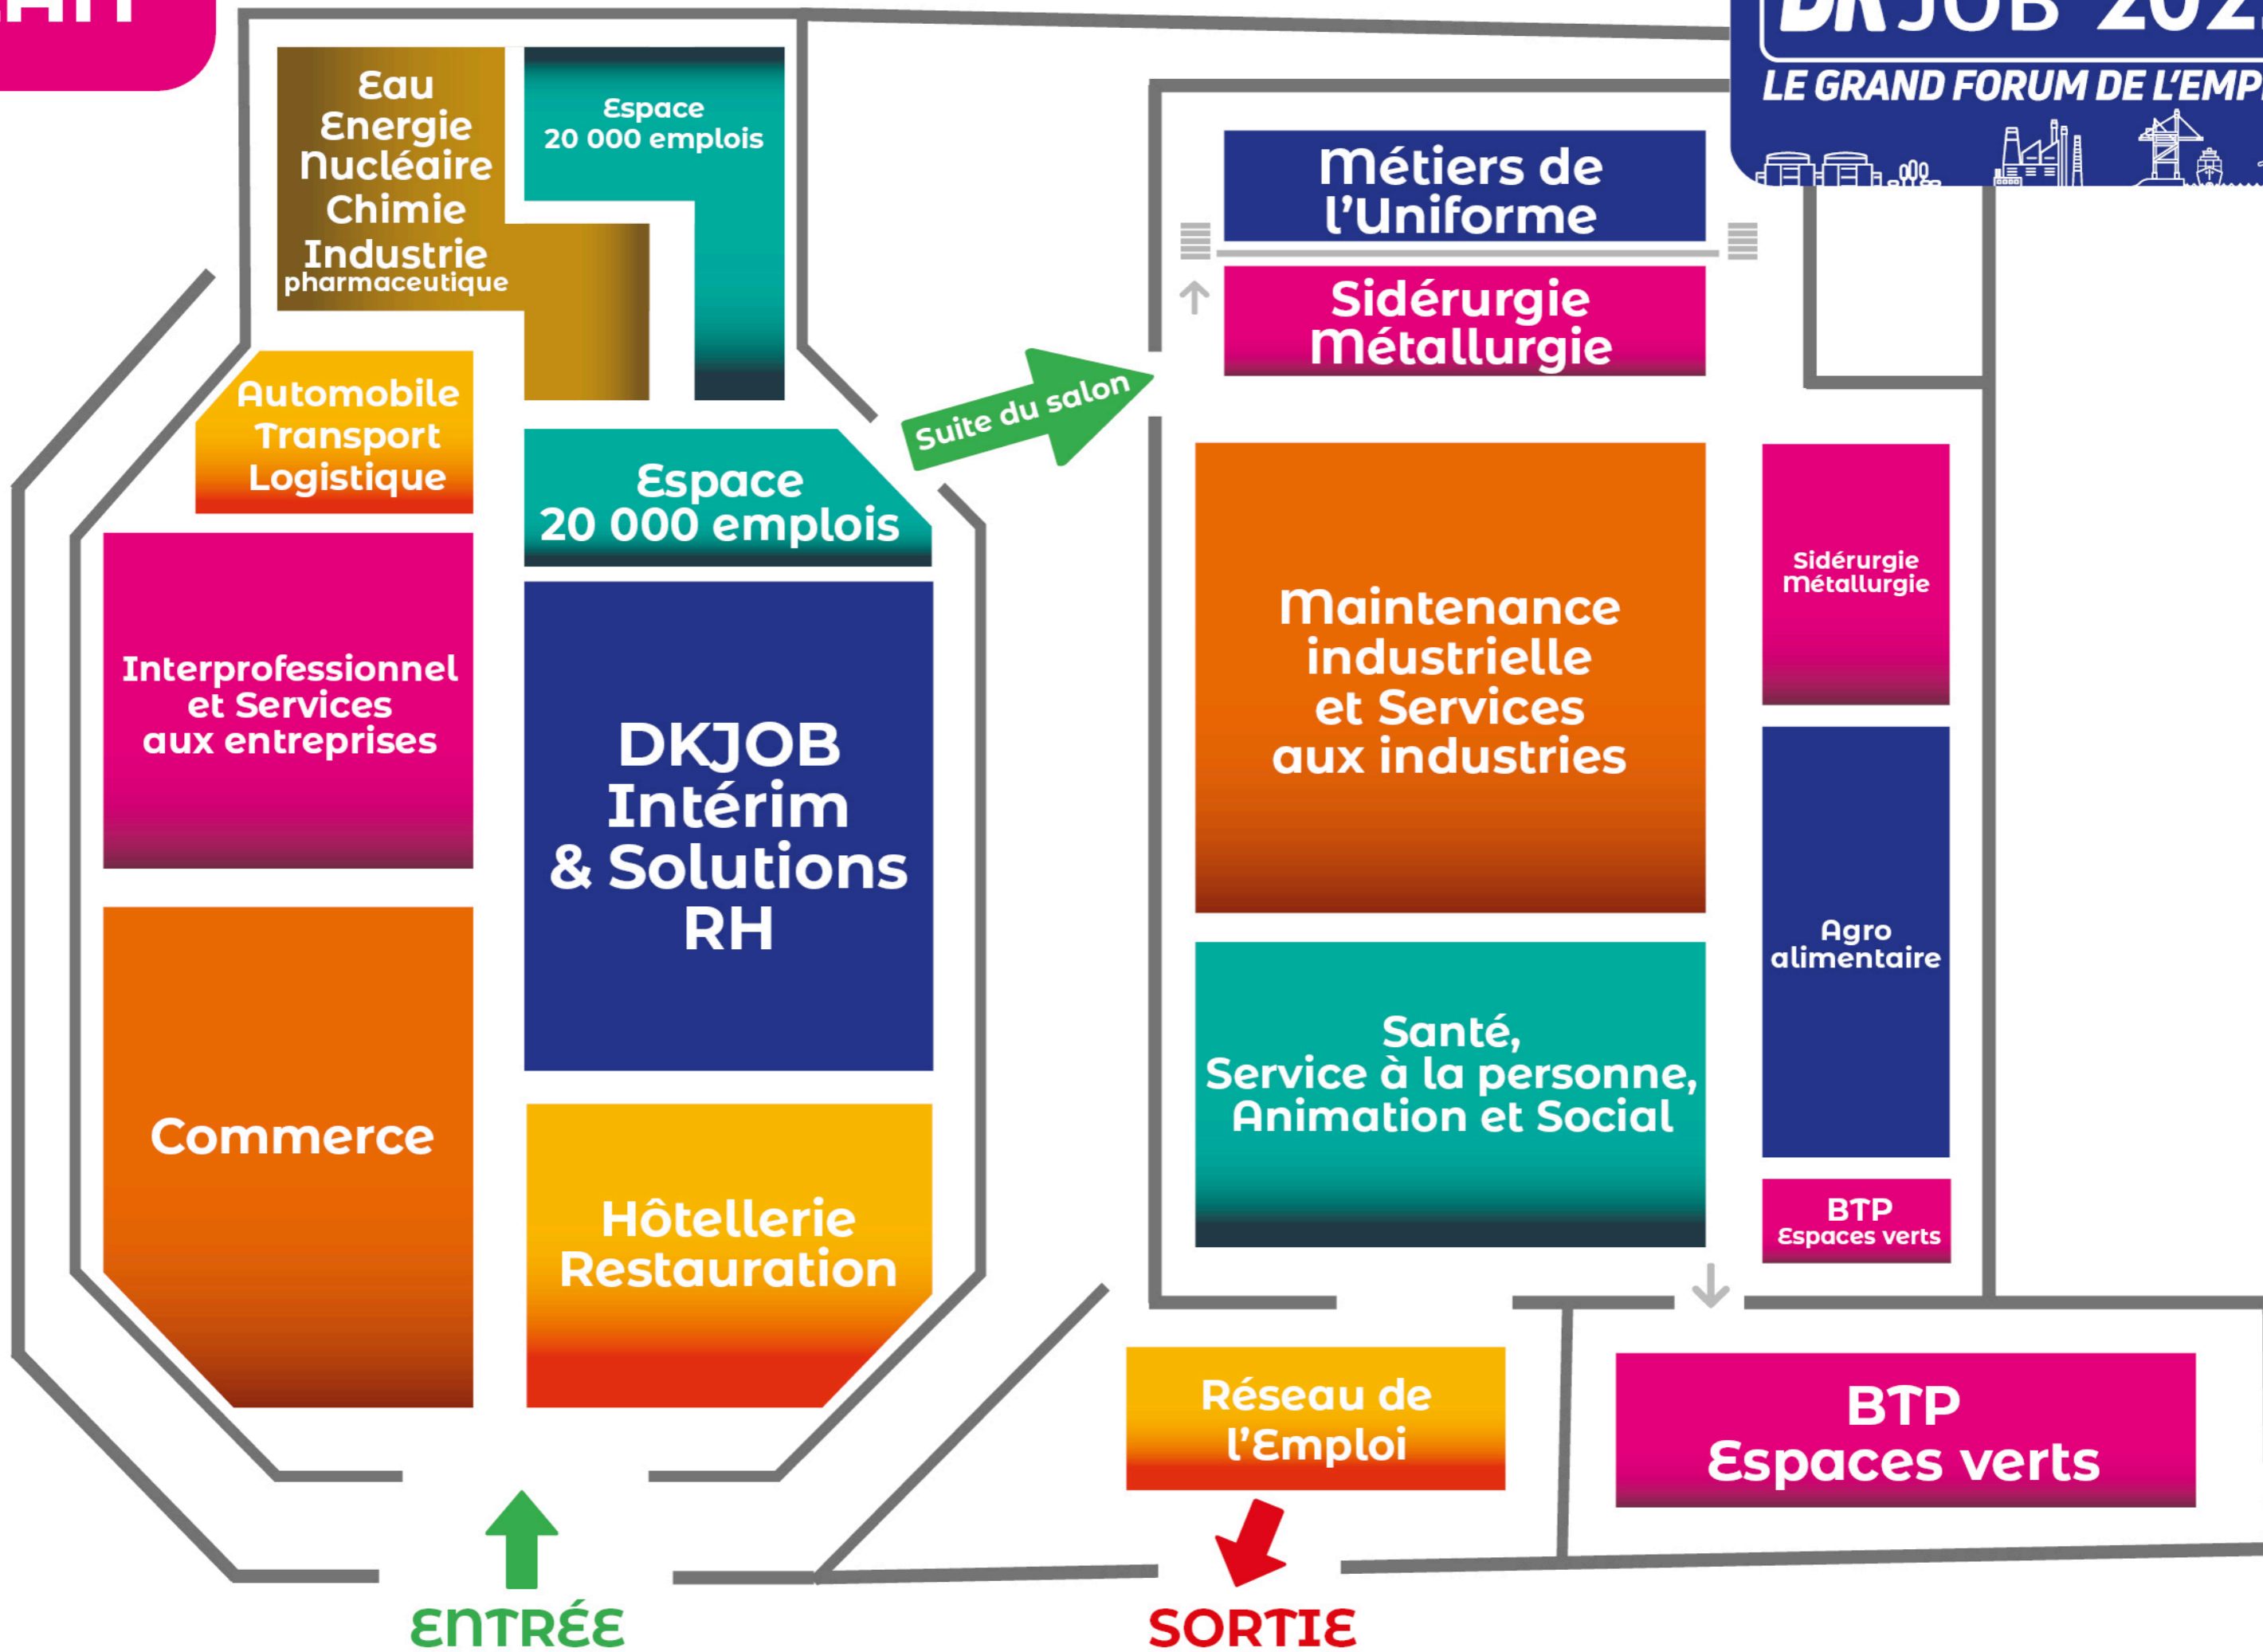 JOB
LE GRAND FORUM DE L'EMP
Eau
Energie
Nucléaire
Chimie
Industrie
pharmaceutique
Espace
20 000 emplois
Automobile
Transport
Logistique
Espace
20 000 emplois
Interprofessionnel
et Services
aux entreprises
DKJOB
Intérim
& Solutions
RH
Commerce
Hôtellerie
Restauration
ENTRÉE
Suite du salon
Métiers de
l'Uniforme
Sidérurgie
Métallurgie
Maintenance
industrielle
et Services
aux industries
Sidérurgie
Métallurgie
Agro
alimentaire
Santé,
Service à la personne,
Animation et Social
BTP
Espaces verts
Réseau de
l'Emploi
BTP
Espaces verts
SORTIE